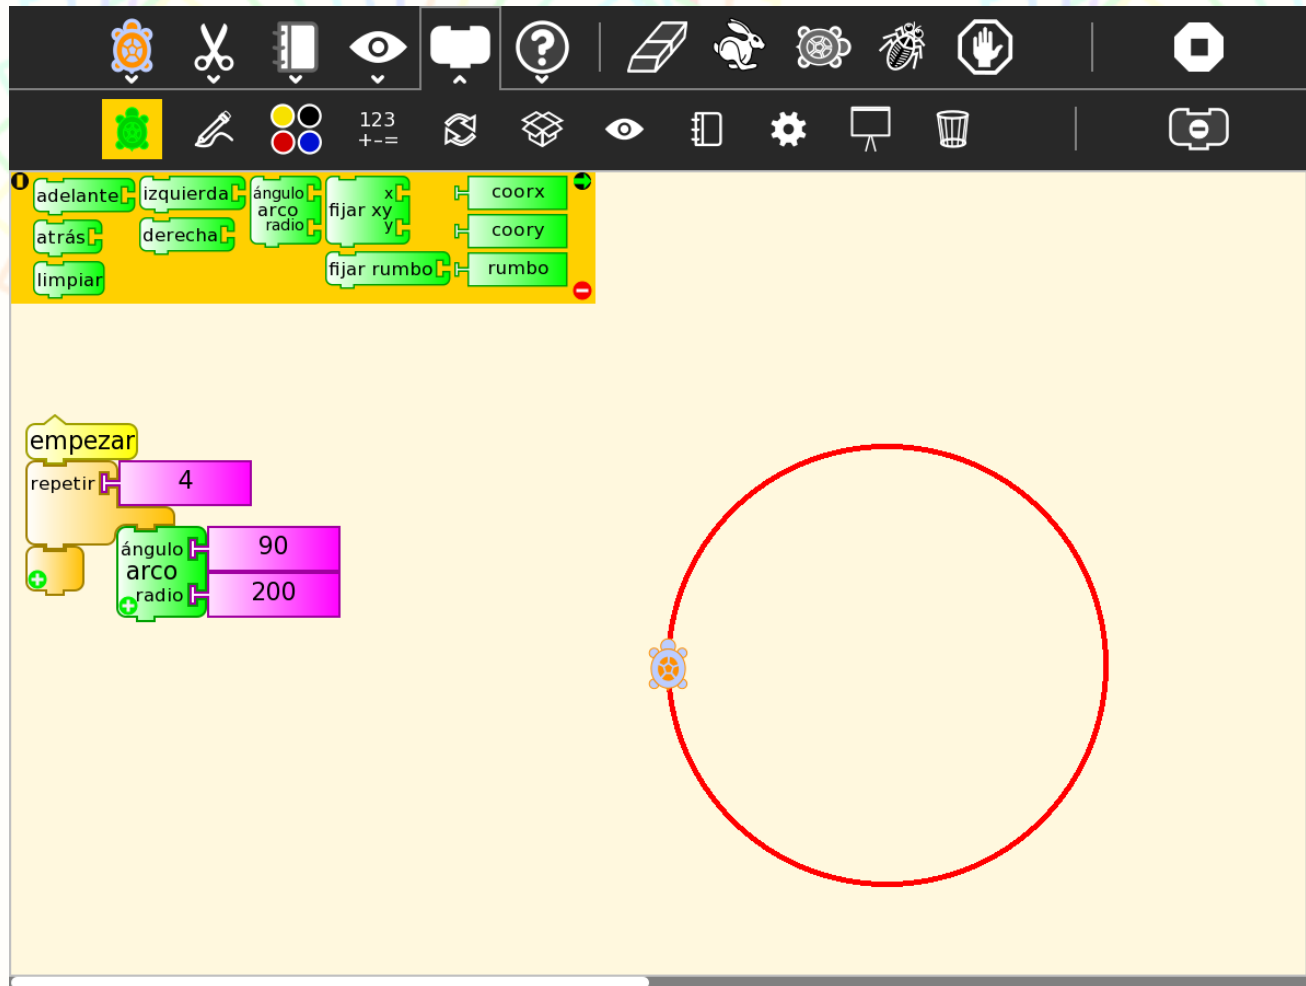 123
+-=
adelante izquierda ángulo arco radio fijar xy x y coorx
atrás derecha coory
limpiar fijar rumbo rumbo
empezar
repetir 4
ángulo 90
arco
radio 200